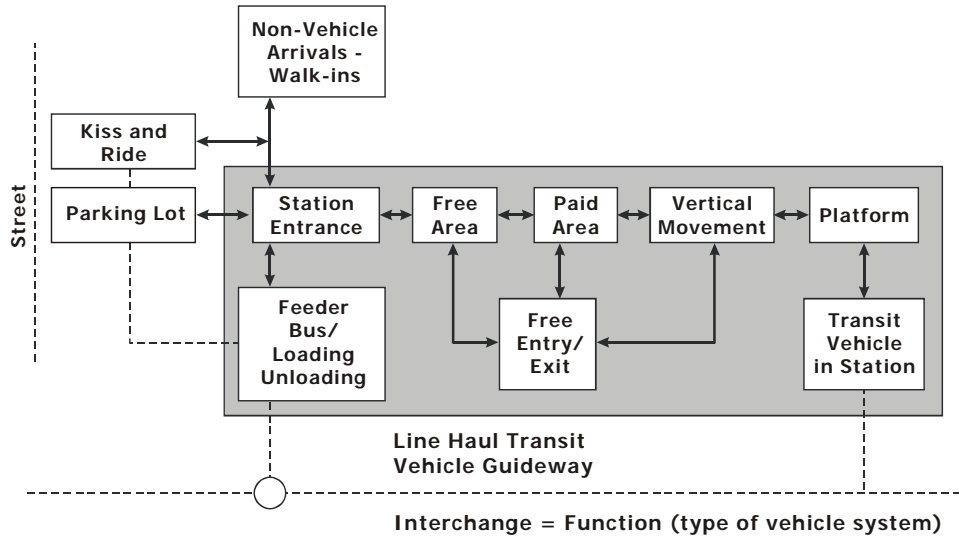 Non-Vehicle
Arrivals -
Walk-ins
Kiss and
Ride
Street
Parking Lot
Station
Entrance
Free
Area
Paid
Area
Vertical
Movement
Platform
Feeder
Bus/
Loading
Unloading
Free
Entry/
Exit
Transit
Vehicle
in Station
Line Haul Transit
Vehicle Guideway
Interchange = Function (type of vehicle system)